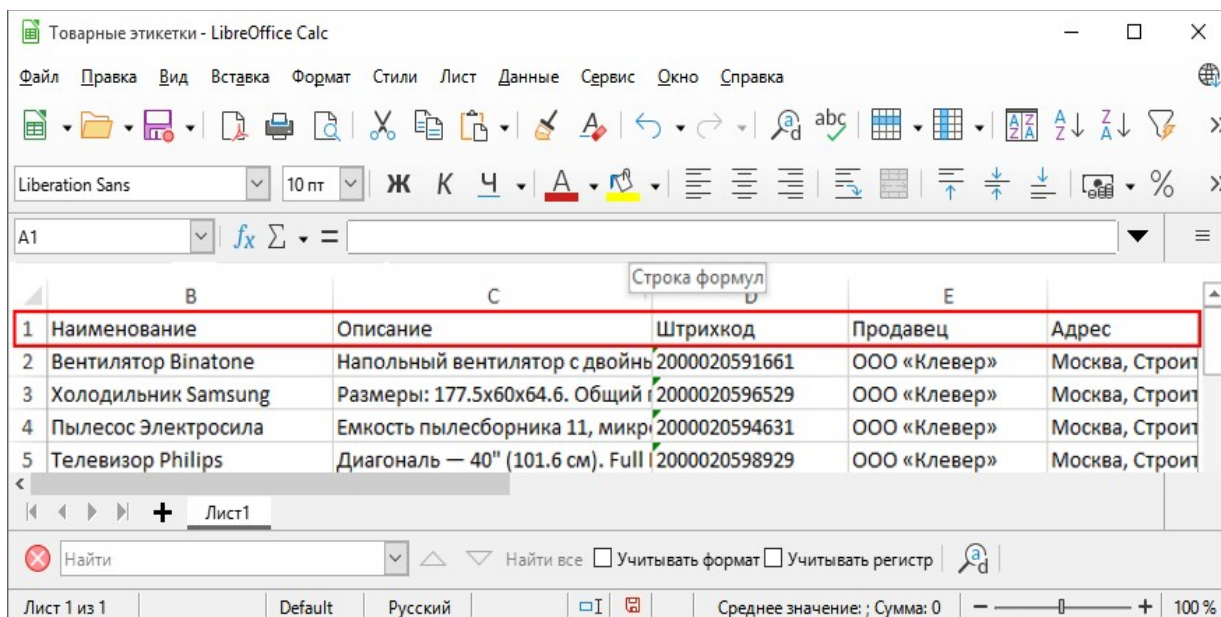 Товарные этикетки - LibreOffice Calc
Файл Правка Вид Вставка Формат Стили Лист Данные Сервис Окно Справка
abc A Z Z A A Z Z A
Liberation Sans 10 пт Ж К Ч А %
A1 fx Σ =
Строка формул
B C D E
1 Наименование Описание Штрихкод Продавец Адрес
2 Вентилятор Binatone Напольный вентилятор с двойнь 2000020591661 ООО «Клевер» Москва, Строит
3 Холодильник Samsung Размеры: 177.5x60x64.6. Общий 2000020596529 ООО «Клевер» Москва, Строит
4 Пылесос Электросила Емкость пылесборника 11, микр 2000020594631 ООО «Клевер» Москва, Строит
5 Телевизор Philips Диагональ — 40" (101.6 см). Full 2000020598929 ООО «Клевер» Москва, Строит
Лист1
Найти Найти все Учитывать формат Учитывать регистр
Лист 1 из 1 Default Русский Среднее значение: ; Сумма: 0 100 %